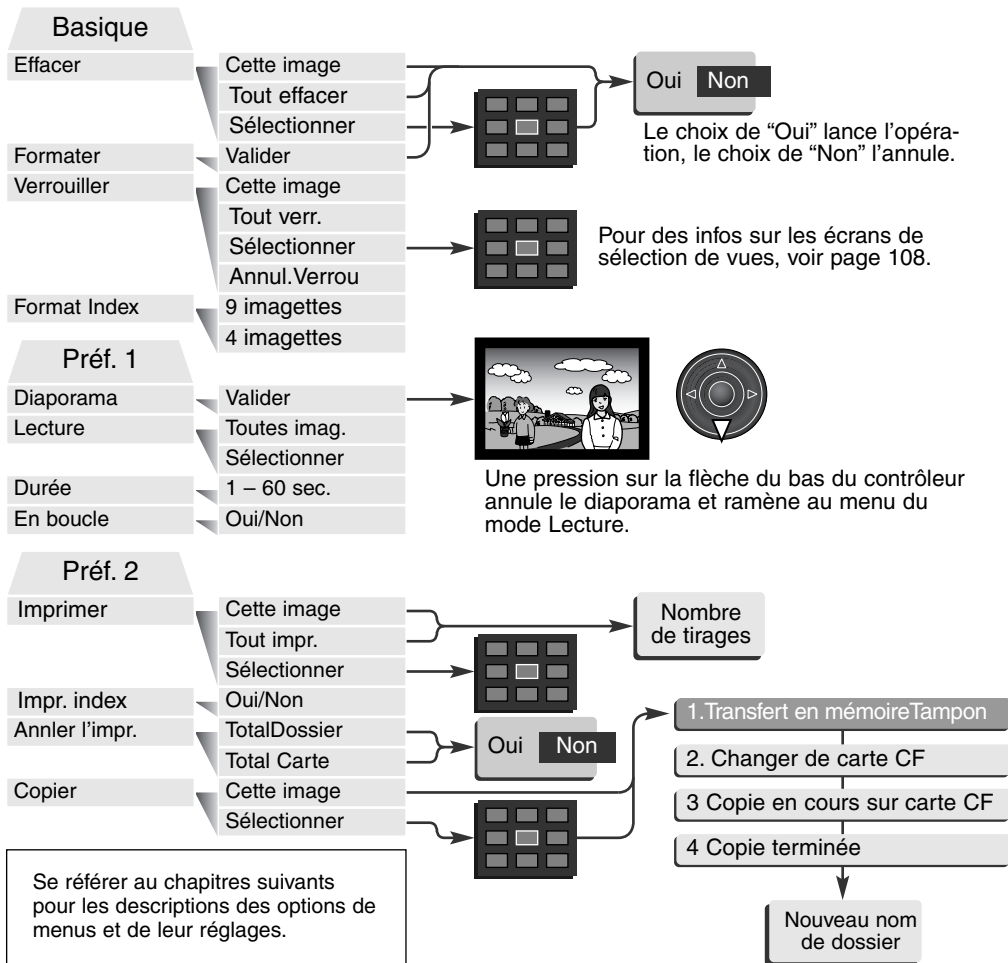 Basique
Effacer
Cette image
Tout effacer
Sélectionner
Oui Non
Le choix de “Oui” lance l’opéra-
tion, le choix de “Non” l’annule.
Formater
Valider
Verrouiller
Cette image
Tout verr.
Sélectionner
Annul.Verrou
Pour des infos sur les écrans de
sélection de vues, voir page 108.
Format Index
9 imagettes
4 imagettes
Préf. 1
Diaporama
Valider
Lecture
Toutes imag.
Sélectionner
Durée
1 – 60 sec.
En boucle
Oui/Non
Une pression sur la flèche du bas du contrôleur
annule le diaporama et ramène au menu du
mode Lecture.
Préf. 2
Imprimer
Cette image
Tout impr.
Sélectionner
Nombre
de tirages
Impr. index
Oui/Non
Annler l’impr.
TotalDossier
Total Carte
Oui Non
Copier
Cette image
Sélectionner
1.Transfert en mémoireTampon
2. Changer de carte CF
3 Copie en cours sur carte CF
4 Copie terminée
Nouveau nom
de dossier
Se référer au chapitres suivants
pour les descriptions des options de
menus et de leur réglages.